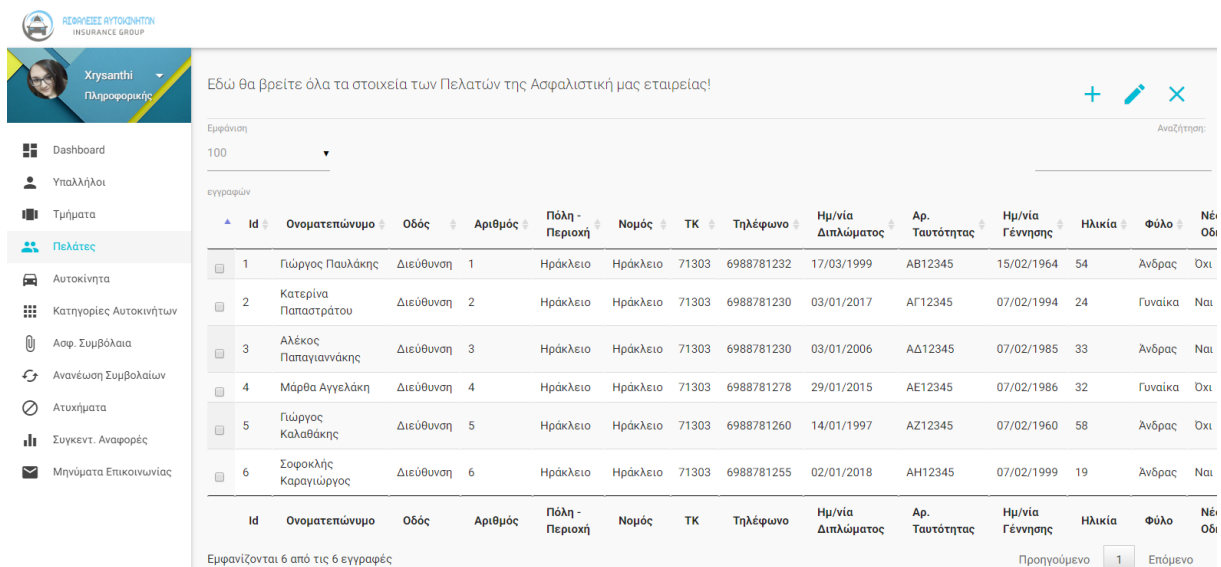 ΑΣΦΑΛΕΙΕΣ ΑΥΤΟΚΙΝΗΤΩΝ
INSURANCE GROUP
Xrysanthi
Πληροφορικής
Dashboard
Υπαλλήλοι
Τμήματα
Πελάτες
Αυτοκίνητα
Κατηγορίες Αυτοκινήτων
Ασφ. Συμβόλαια
Ανανέωση Συμβολαίων
Ατυχήματα
Συγκεντ. Αναφορές
Μηνύματα Επικοινωνίας
Εδώ θα βρείτε όλα τα στοιχεία των Πελατών της Ασφαλιστική μας εταιρείας!
Εμφάνιση
Αναζήτηση:
100
εγγραφών
Id Ονοματεπώνυμο Οδός Αριθμός Πόλη - Περιοχή Νομός ΤΚ Τηλέφωνο Ημ/νία Διπλώματος Αρ. Ταυτότητας Ημ/νία Γέννησης Ηλικία Φύλο
1 Γιώργος Παυλάκης Διεύθυνση 1 Ηράκλειο Ηράκλειο 71303 6988781232 17/03/1999 ΑΒ12345 15/02/1964 54 Άνδρας Όχι
2 Κατερίνα Παπαστράτου Διεύθυνση 2 Ηράκλειο Ηράκλειο 71303 6988781230 03/01/2017 ΑΓ12345 07/02/1994 24 Γυναίκα Ναι
3 Αλέκος Παπαγιαννάκης Διεύθυνση 3 Ηράκλειο Ηράκλειο 71303 6988781230 03/01/2006 ΑΔ12345 07/02/1985 33 Άνδρας Ναι
4 Μάρθα Αγγελάκη Διεύθυνση 4 Ηράκλειο Ηράκλειο 71303 6988781278 29/01/2015 ΑΕ12345 07/02/1986 32 Γυναίκα Όχι
5 Γιώργος Καλαθάκης Διεύθυνση 5 Ηράκλειο Ηράκλειο 71303 6988781260 14/01/1997 ΑΖ12345 07/02/1960 58 Άνδρας Όχι
6 Σοφοκλής Καραγιώργος Διεύθυνση 6 Ηράκλειο Ηράκλειο 71303 6988781255 02/01/2018 ΑΗ12345 07/02/1999 19 Άνδρας Ναι
Id Ονοματεπώνυμο Οδός Αριθμός Πόλη - Περιοχή Νομός ΤΚ Τηλέφωνο Ημ/νία Διπλώματος Αρ. Ταυτότητας Ημ/νία Γέννησης Ηλικία Φύλο
Εμφανίζονται 6 από τις 6 εγγραφές
Προηγούμενο 1 Επόμενο